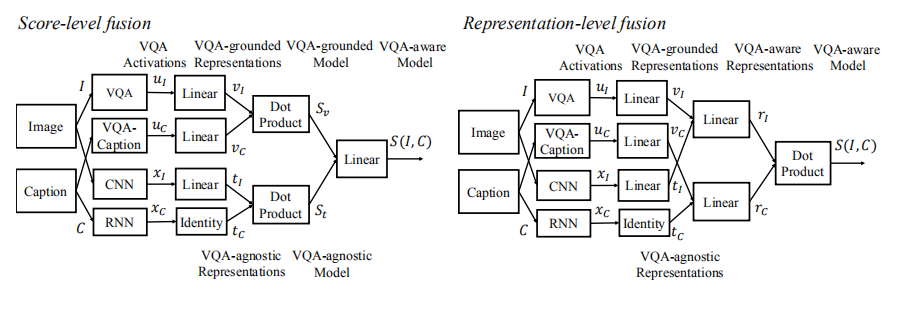 Score-level fusion
VQA
Activations
VQA-grounded
Representations
VQA-grounded
Model
VQA-aware
Model
Image
Caption
I
C
VQA
VQA-
Caption
CNN
RNN
u_I
u_C
x_I
x_C
Linear
Linear
Linear
Identity
v_I
v_C
t_I
t_C
Dot
Product
Dot
Product
S_v
S_t
Linear
S(I,C)
VQA-agnostic
Representations
VQA-agnostic
Model
Representation-level fusion
VQA
Activations
VQA-grounded
Representations
VQA-aware
Representations
VQA-aware
Model
Image
Caption
I
C
VQA
VQA-
Caption
CNN
RNN
u_I
u_C
x_I
x_C
Linear
Linear
Linear
Identity
v_I
v_C
t_I
t_C
Linear
Linear
r_I
r_C
Dot
Product
S(I,C)
VQA-agnostic
Representations